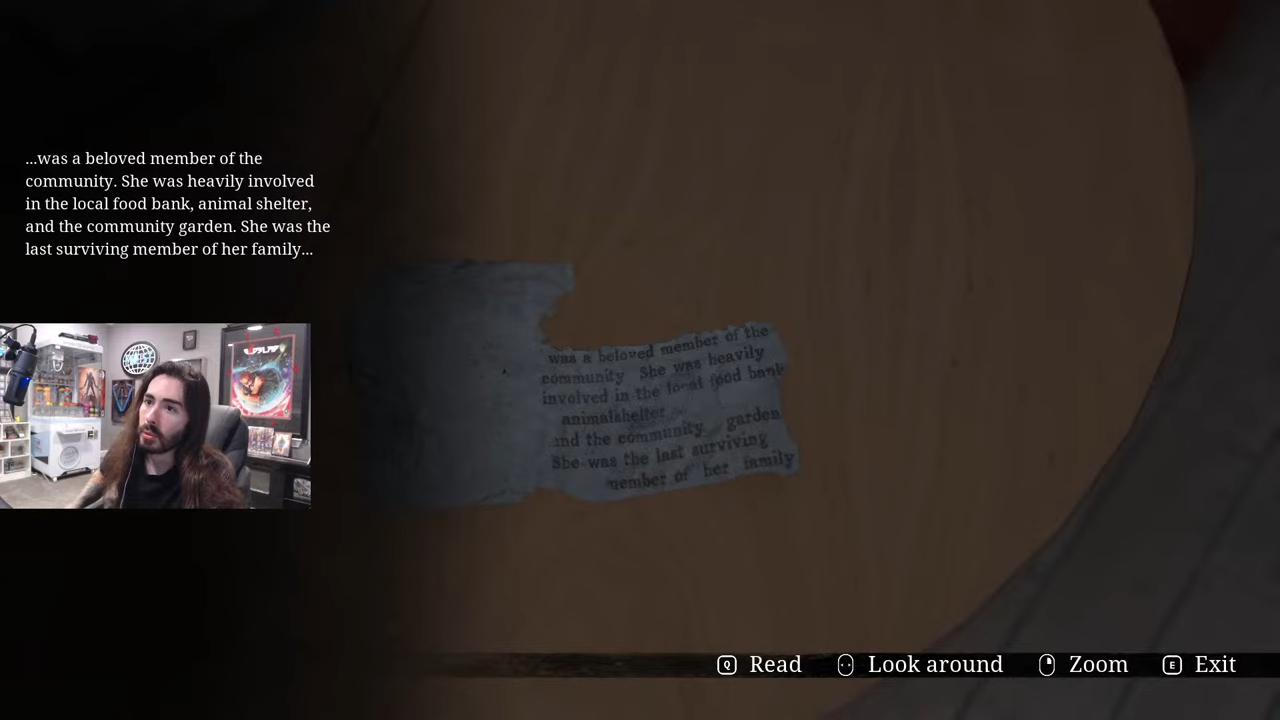 ...was a beloved member of the
community. She was heavily involved
in the local food bank, animal shelter,
and the community garden. She was the
last surviving member of her family...
was a beloved member of the
community She was heavily
involved in the local food bank
animalshelter garden
and the community
She was the last surviving
member of her family
Q Read
Look around
Zoom
E Exit